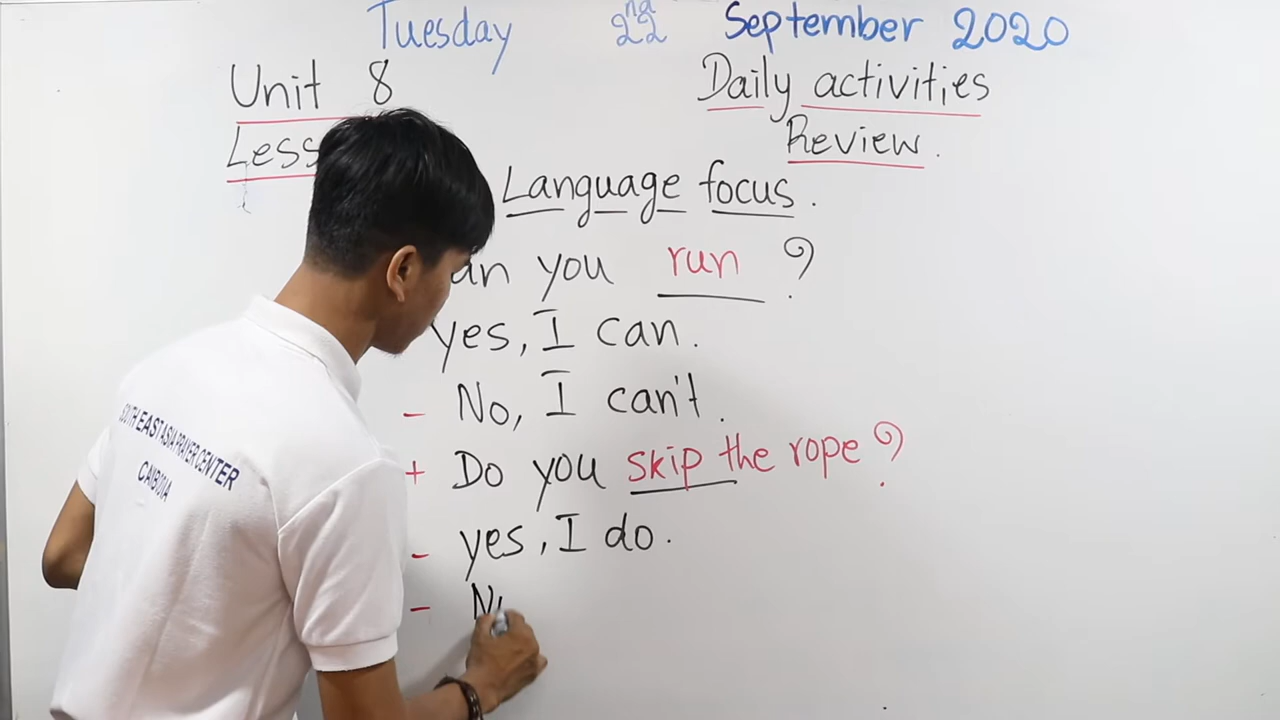 Tuesday 22nd September 2020
Unit 8 Daily activities
Less Review.
Language focus.
an you run ?
yes, I can.
- No, I can't.
+ Do you skip the rope ?
- yes, I do.
- N
SOUTH EAST ASIA PRAYER CENTER
CAMBODIA